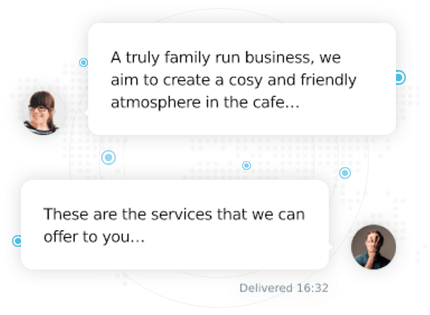 A truly family run business, we
aim to create a cosy and friendly
atmosphere in the cafe...
These are the services that we can
offer to you...
Delivered 16:32